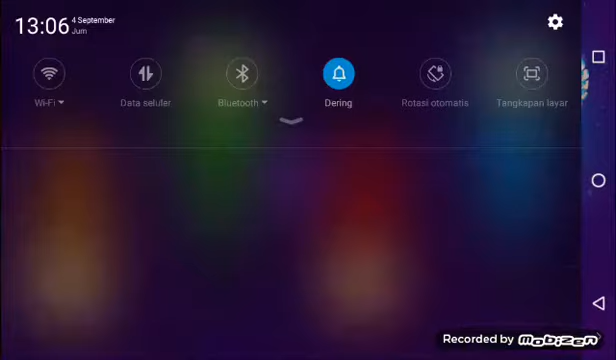 13:06
4 September
Jum
Wi-Fi
Data seluler
Bluetooth
Dering
Rotasi otomatis
Tangkapan layar
Recorded by mobizen